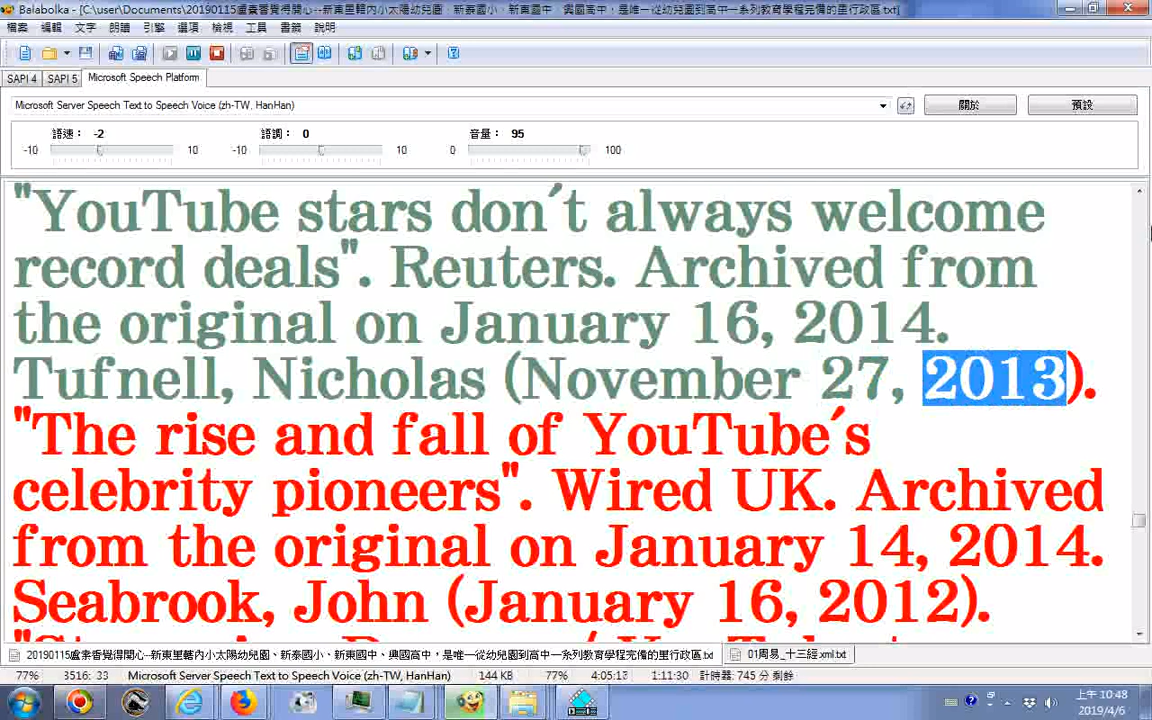 Balabolka - [C:\user\Documents\20190115盧崇香覺得開心--新東里轄內小太陽幼兒園、新泰國小、新東國中、興國高中，是唯一從幼兒園到高中一系列教育學程完備的里行政區.txt]
檔案 編輯 文字 朗讀 引擎 選項 檢視 工具 書籤 說明
SAPI 4 SAPI 5 Microsoft Speech Platform
Microsoft Server Speech Text to Speech Voice (zh-TW, HanHan) 關於 預設
語速： -2 語調： 0 音量： 95
-10 10 -10 10 0 100
"YouTube stars don´t always welcome
record deals". Reuters. Archived from
the original on January 16, 2014.
Tufnell, Nicholas (November 27, 2013).
"The rise and fall of YouTube´s
celebrity pioneers". Wired UK. Archived
from the original on January 14, 2014.
Seabrook, John (January 16, 2012).
20190115盧崇香覺得開心--新東里轄內小太陽幼兒園、新泰國小、新東國中、興國高中，是唯一從幼兒園到高中一系列教育學程完備的里行政區.txt 01周易_十三經.xml.txt
77% 3516: 33 Microsoft Server Speech Text to Speech Voice (zh-TW, HanHan) 144 KB 77% 4:05:13 1:11:30 計時器: 745 分 剩餘
上午 10:48
2019/4/6